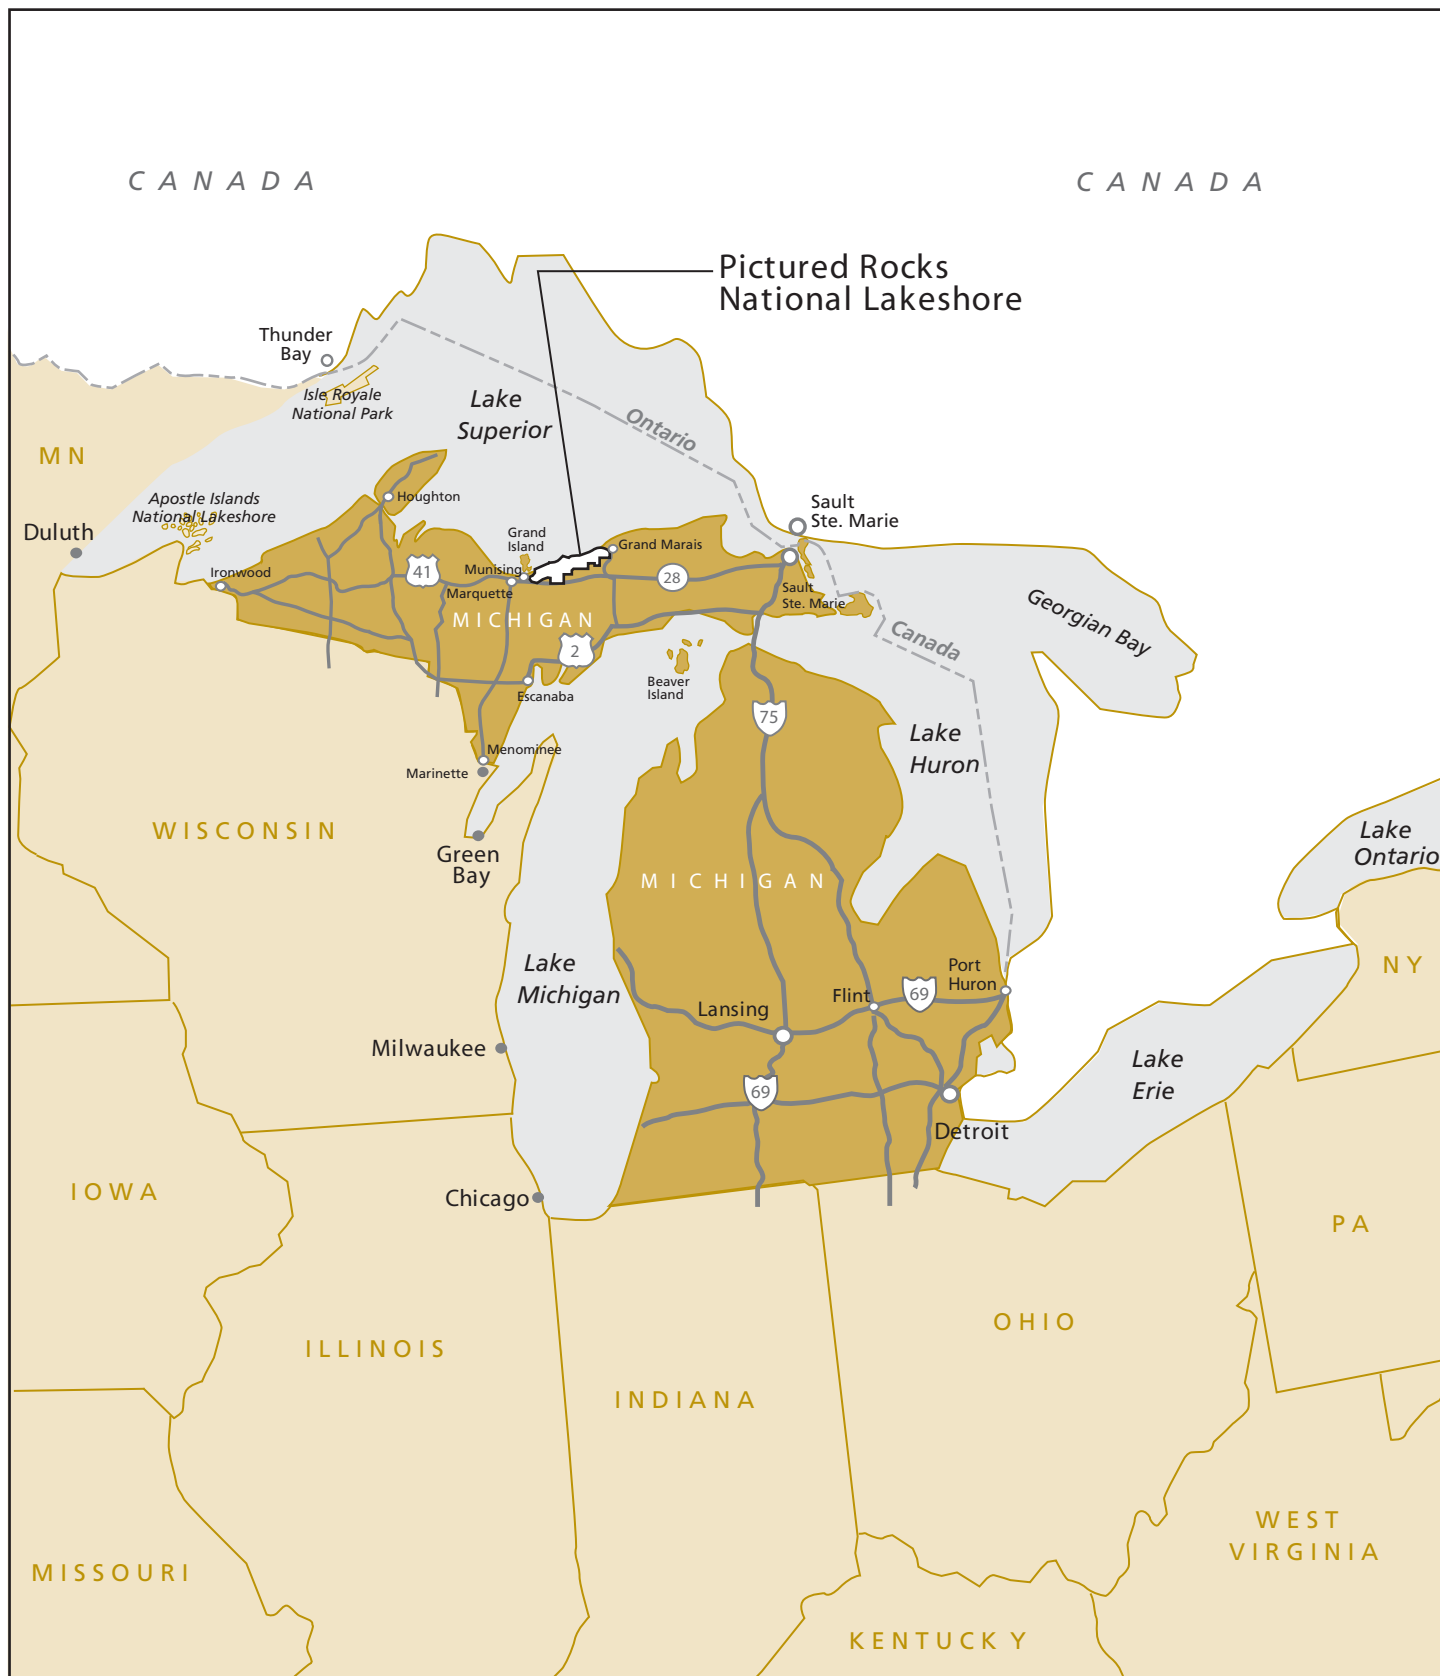 CANADA
CANADA
Pictured Rocks
National Lakeshore
Thunder
Bay
Isle Royale
National Park
Lake
Superior
Ontario
MN
Apostle Islands
National Lakeshore
Houghton
Sault
Ste. Marie
Duluth
Grand
Island
Grand Marais
Ironwood
41
Munising
28
Marquette
Sault
Ste. Marie
MICHIGAN
Georgian Bay
Canada
2
Beaver
Island
Escanaba
75
Lake
Huron
Menominee
Marinette
WISCONSIN
Lake
Ontario
Green
Bay
MICHIGAN
Lake
Michigan
Port
Huron
NY
Flint
69
Lansing
Milwaukee
Lake
Erie
69
Detroit
IOWA
Chicago
PA
OHIO
ILLINOIS
INDIANA
WEST
VIRGINIA
MISSOURI
KENTUCKY